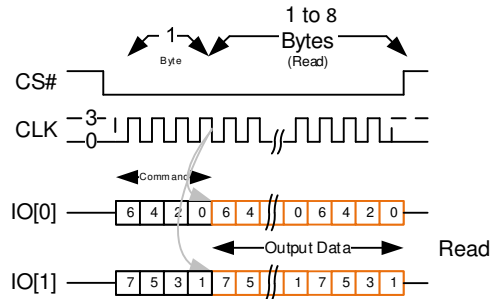 1 to 8
1
Bytes
Byte
(Read)
CS#
3
CLK
0
Command
IO[0] 6 4 2 0 6 4 0 6 4 2 0
Output Data
Read
IO[1] 7 5 3 1 7 5 1 7 5 3 1